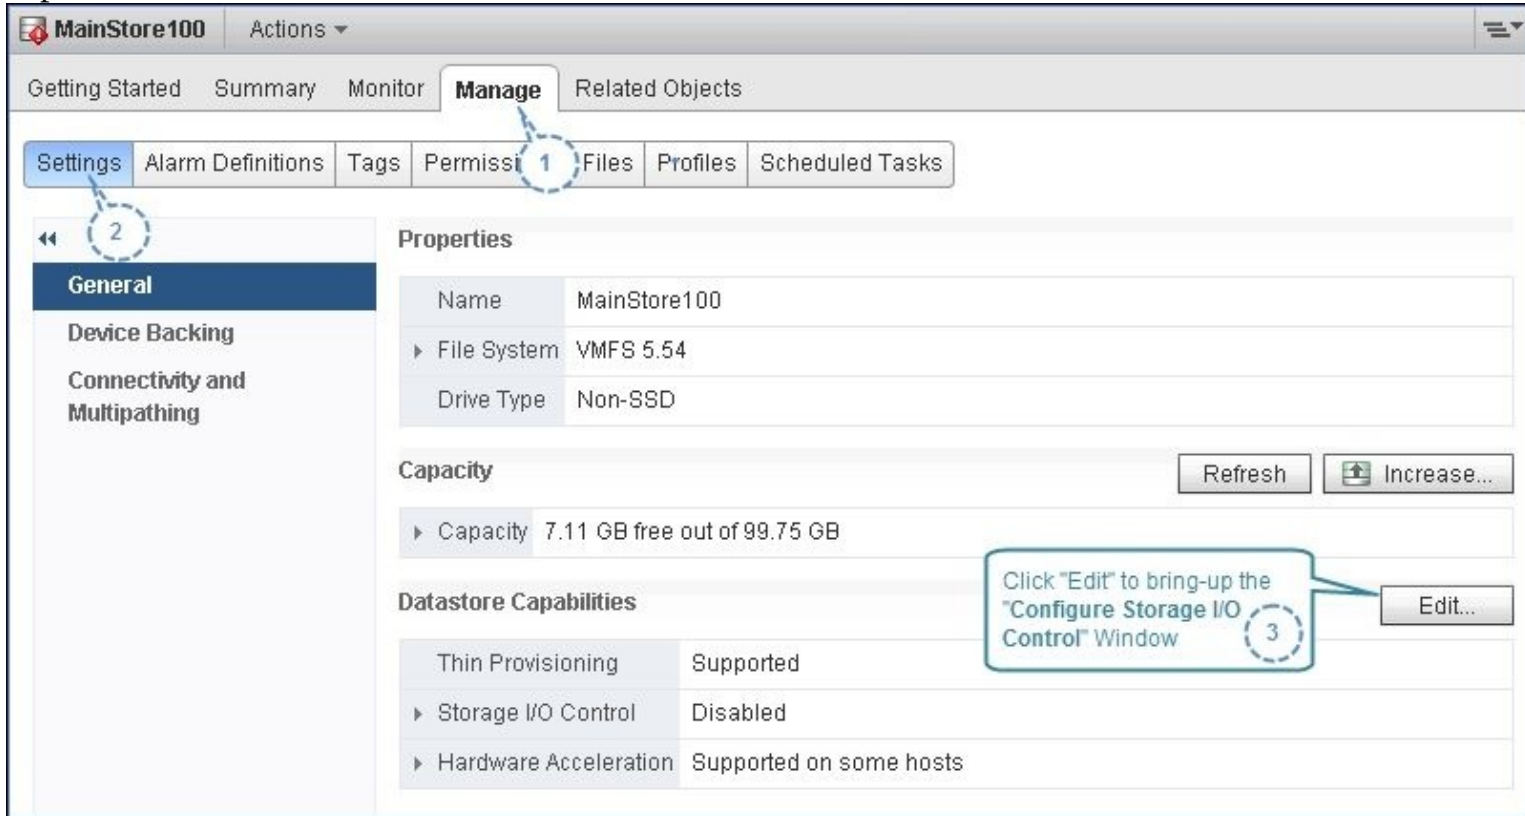 MainStore100 Actions
Getting Started Summary Monitor Manage Related Objects
Settings Alarm Definitions Tags Permissi 1 Files Profiles Scheduled Tasks
2
General
Device Backing
Connectivity and
Multipathing
Properties
Name MainStore100
File System VMFS 5.54
Drive Type Non-SSD
Capacity Refresh Increase...
Capacity 7.11 GB free out of 99.75 GB
Click "Edit" to bring-up the
"Configure Storage I/O
Control" Window 3
Datastore Capabilities Edit...
Thin Provisioning Supported
Storage I/O Control Disabled
Hardware Acceleration Supported on some hosts